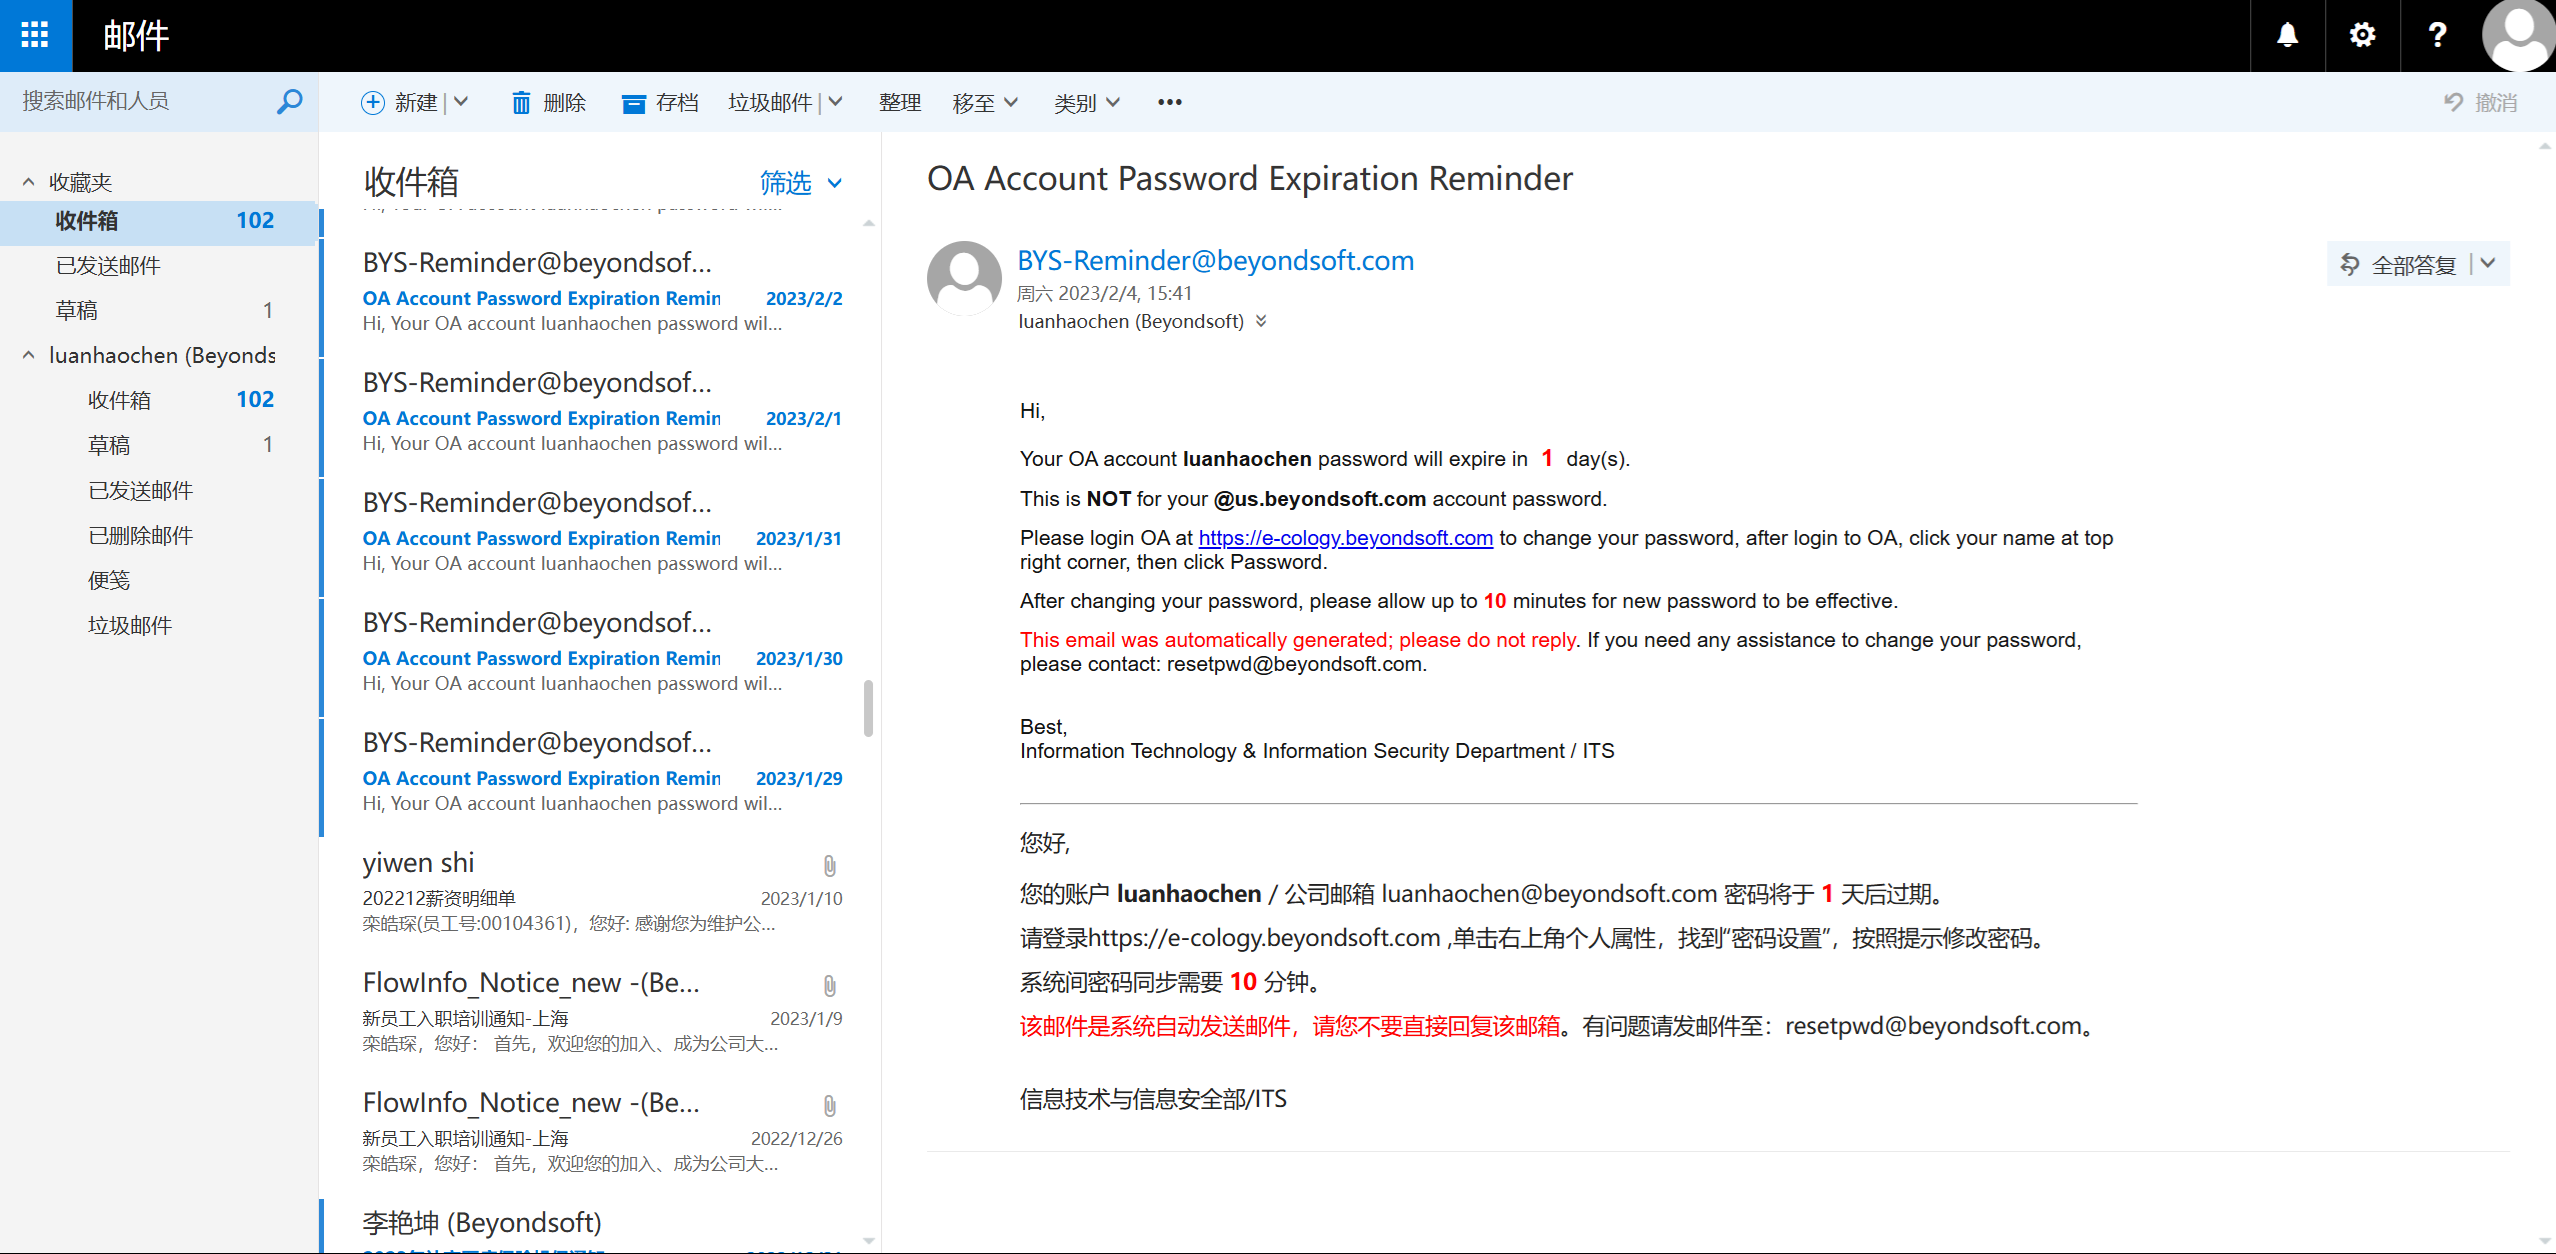 邮件
搜索邮件和人员
新建
删除
存档
垃圾邮件
整理
移至
类别
撤消
收藏夹
收件箱 102
已发送邮件
草稿 1
luanhaochen (Beyonds
收件箱 102
草稿 1
已发送邮件
已删除邮件
便笺
垃圾邮件
收件箱
筛选
BYS-Reminder@beyondsof...
OA Account Password Expiration Remin 2023/2/2
Hi, Your OA account luanhaochen password wil...
BYS-Reminder@beyondsof...
OA Account Password Expiration Remin 2023/2/1
Hi, Your OA account luanhaochen password wil...
BYS-Reminder@beyondsof...
OA Account Password Expiration Remin 2023/1/31
Hi, Your OA account luanhaochen password wil...
BYS-Reminder@beyondsof...
OA Account Password Expiration Remin 2023/1/30
Hi, Your OA account luanhaochen password wil...
BYS-Reminder@beyondsof...
OA Account Password Expiration Remin 2023/1/29
Hi, Your OA account luanhaochen password wil...
yiwen shi
202212薪资明细单 2023/1/10
栾皓琛(员工号:00104361)，您好: 感谢您为维护公...
FlowInfo_Notice_new -(Be...
新员工入职培训通知-上海 2023/1/9
栾皓琛，您好： 首先，欢迎您的加入、成为公司大...
FlowInfo_Notice_new -(Be...
新员工入职培训通知-上海 2022/12/26
栾皓琛，您好： 首先，欢迎您的加入、成为公司大...
李艳坤 (Beyondsoft)
OA Account Password Expiration Reminder
BYS-Reminder@beyondsoft.com
周六 2023/2/4, 15:41
luanhaochen (Beyondsoft)
全部答复
Hi,
Your OA account luanhaochen password will expire in 1 day(s).
This is NOT for your @us.beyondsoft.com account password.
Please login OA at https://e-cology.beyondsoft.com to change your password, after login to OA, click your name at top
right corner, then click Password.
After changing your password, please allow up to 10 minutes for new password to be effective.
This email was automatically generated; please do not reply. If you need any assistance to change your password,
please contact: resetpwd@beyondsoft.com.
Best,
Information Technology & Information Security Department / ITS
您好,
您的账户 luanhaochen / 公司邮箱 luanhaochen@beyondsoft.com 密码将于 1 天后过期。
请登录https://e-cology.beyondsoft.com ,单击右上角个人属性，找到“密码设置”，按照提示修改密码。
系统间密码同步需要 10 分钟。
该邮件是系统自动发送邮件，请您不要直接回复该邮箱。有问题请发邮件至：resetpwd@beyondsoft.com。
信息技术与信息安全部/ITS